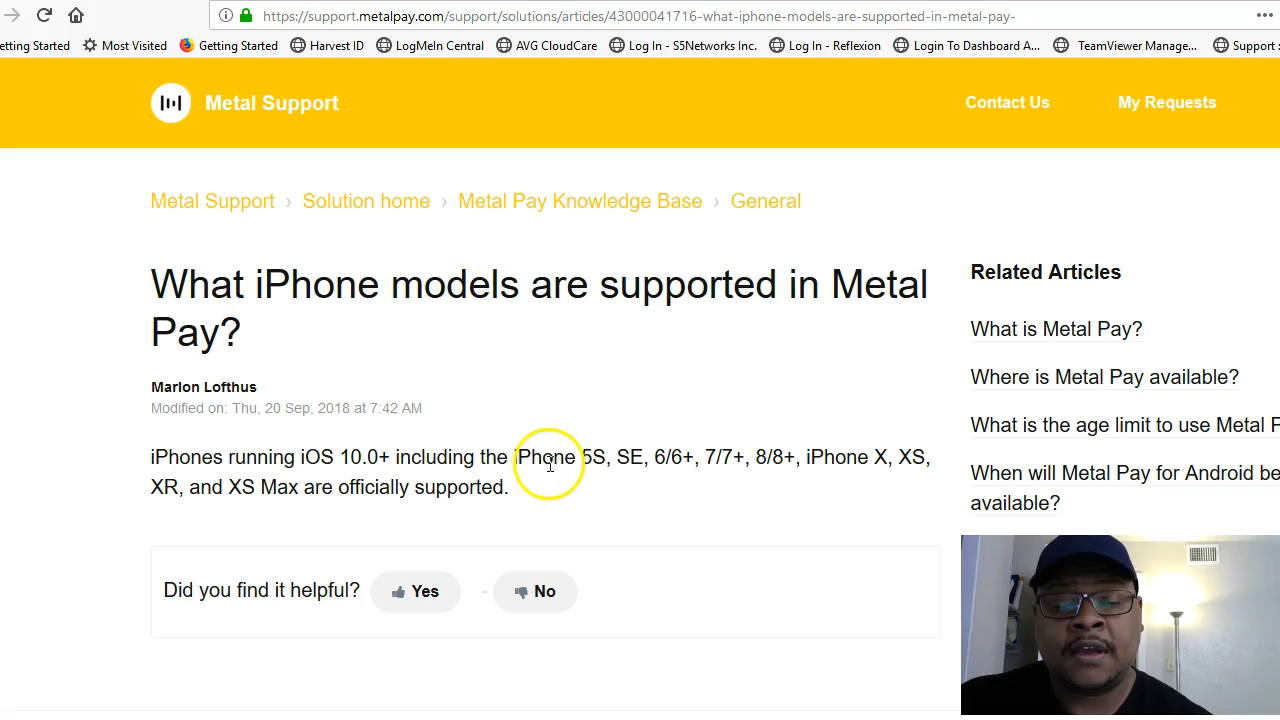 https://support.metalpay.com/support/solutions/articles/43000041716-what-iphone-models-are-supported-in-metal-pay-
etting Started Most Visited Getting Started Harvest ID LogMeIn Central AVG CloudCare Log In - S5Networks Inc. Log In - Reflexion Login To Dashboard A... TeamViewer Manage... Support
Metal Support Contact Us My Requests
Metal Support › Solution home › Metal Pay Knowledge Base › General
What iPhone models are supported in Metal
Pay?
Marlon Lofthus
Modified on: Thu, 20 Sep, 2018 at 7:42 AM
iPhones running iOS 10.0+ including the iPhone 5S, SE, 6/6+, 7/7+, 8/8+, iPhone X, XS,
XR, and XS Max are officially supported.
Did you find it helpful? Yes - No
Related Articles
What is Metal Pay?
Where is Metal Pay available?
What is the age limit to use Metal P
When will Metal Pay for Android be
available?